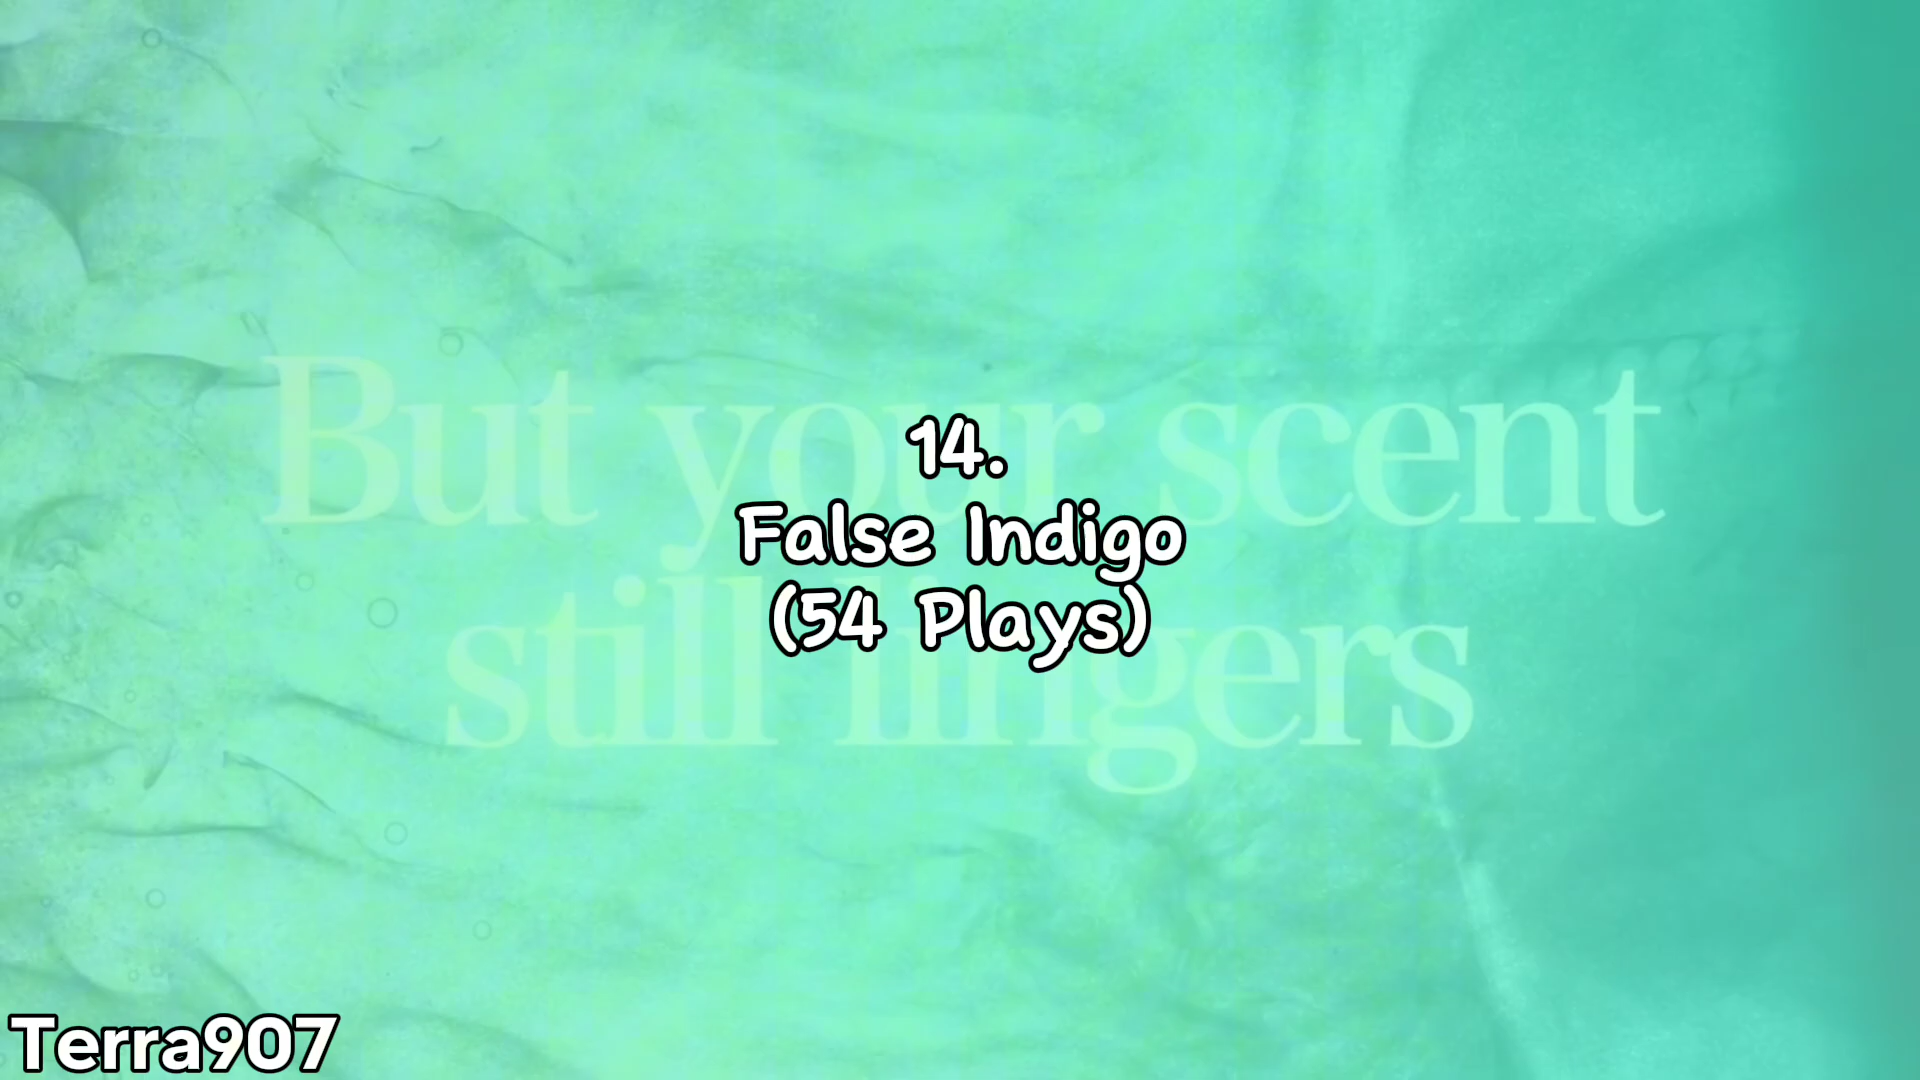 But your scent
still lingers
14.
False Indigo
(54 Plays)
Terra907